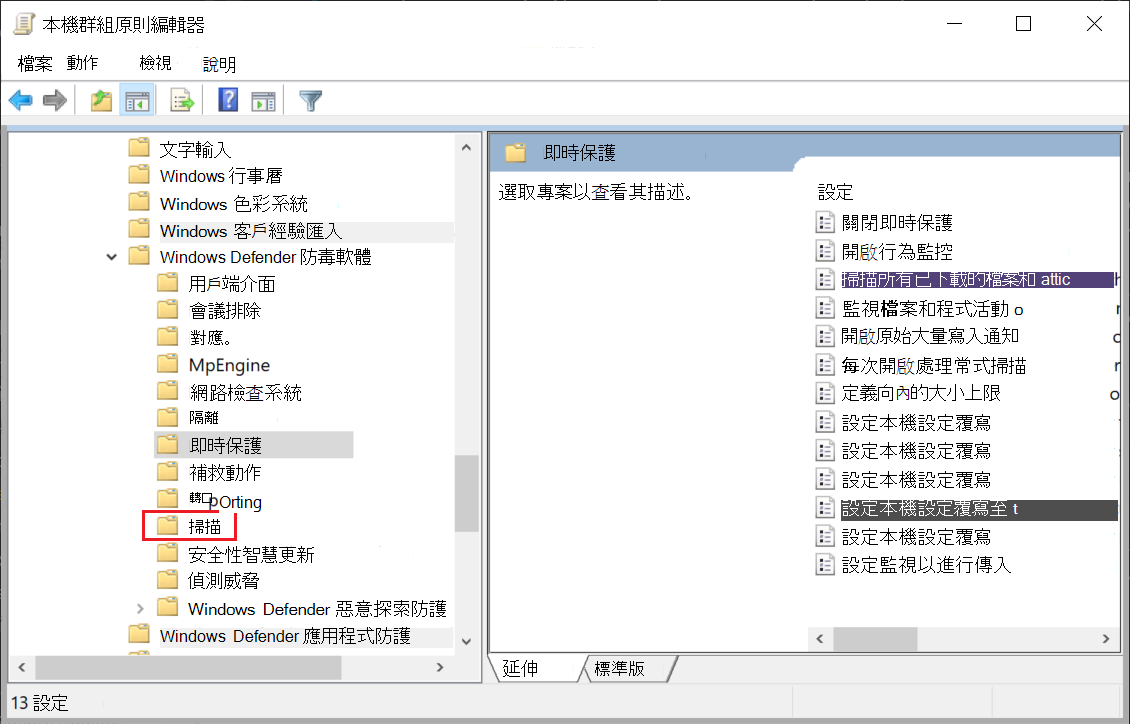 本機群組原則編輯器
檔案 動作 檢視 說明
文字輸入
Windows 行事曆
Windows 色彩系統
Windows 客戶經驗匯入
Windows Defender 防毒軟體
用戶端介面
會議排除
對應。
MpEngine
網路檢查系統
隔離
即時保護
補救動作
轉口pOrting
掃描
安全性智慧更新
偵測威脅
Windows Defender 惡意探索防護
Windows Defender 應用程式防護
即時保護
選取專案以查看其描述。
設定
關閉即時保護
開啟行為監控
掃描所有已下載的檔案和 attic
監視檔案和程式活動 o
開啟原始大量寫入通知
每次開啟處理常式掃描
定義向內的大小上限
設定本機設定覆寫
設定本機設定覆寫
設定本機設定覆寫
設定本機設定覆寫至 t
設定本機設定覆寫
設定監視以進行傳入
延伸 標準版
13 設定